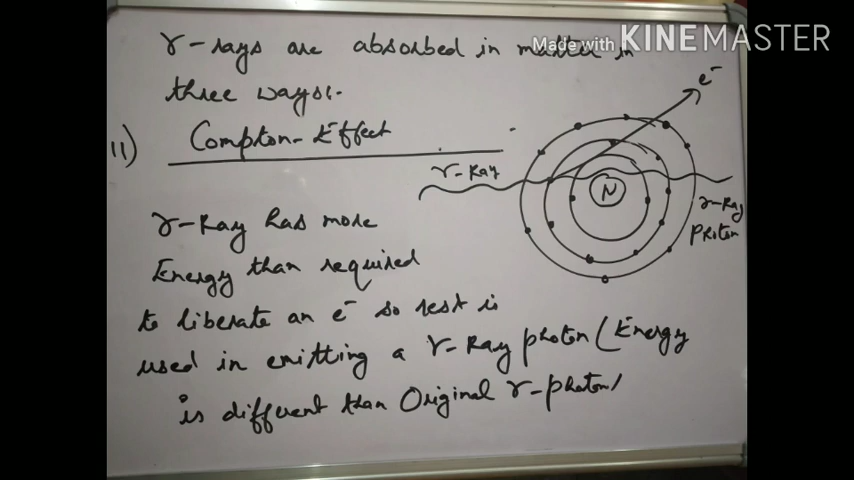 γ-rays are absorbed in matter in
Made with KINEMASTER
three ways:-
11) Compton-Effect
e⁻
γ-Ray
N
γ-Ray
Photon
γ-Ray has more
Energy than required
to liberate an e⁻ so rest is
used in emitting a γ-Ray photon (Energy
is different than Original γ-photon)